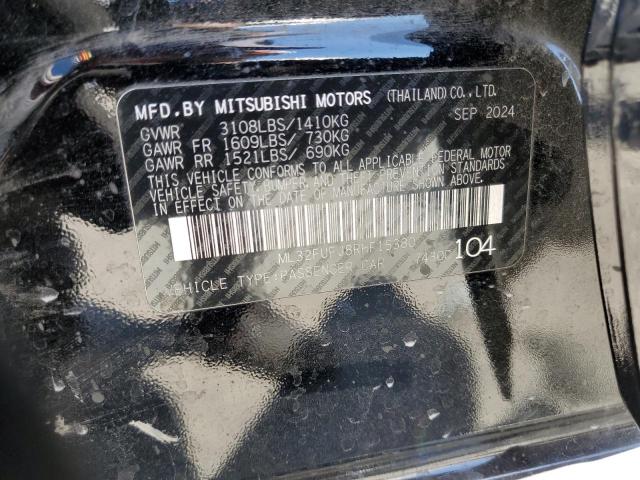 MFD.BY MITSUBISHI MOTORS (THAILAND)CO.,LTD.
SEP 2024
GVWR 3108LBS/1410KG
GAWR FR 1609LBS/ 730KG
GAWR RR 1521LBS/ 690KG
THIS VEHICLE CONFORMS TO ALL APPLICABLE FEDERAL MOTOR
VEHICLE SAFETY,BUMPER,AND THEFT PREVENTION STANDARDS
IN EFFECT ON THE DATE OF MANUFACTURE SHOWN ABOVE.
ML32FUFJ8RHF15380
VEHICLE TYPE:PASSENGER CAR 7430P 104